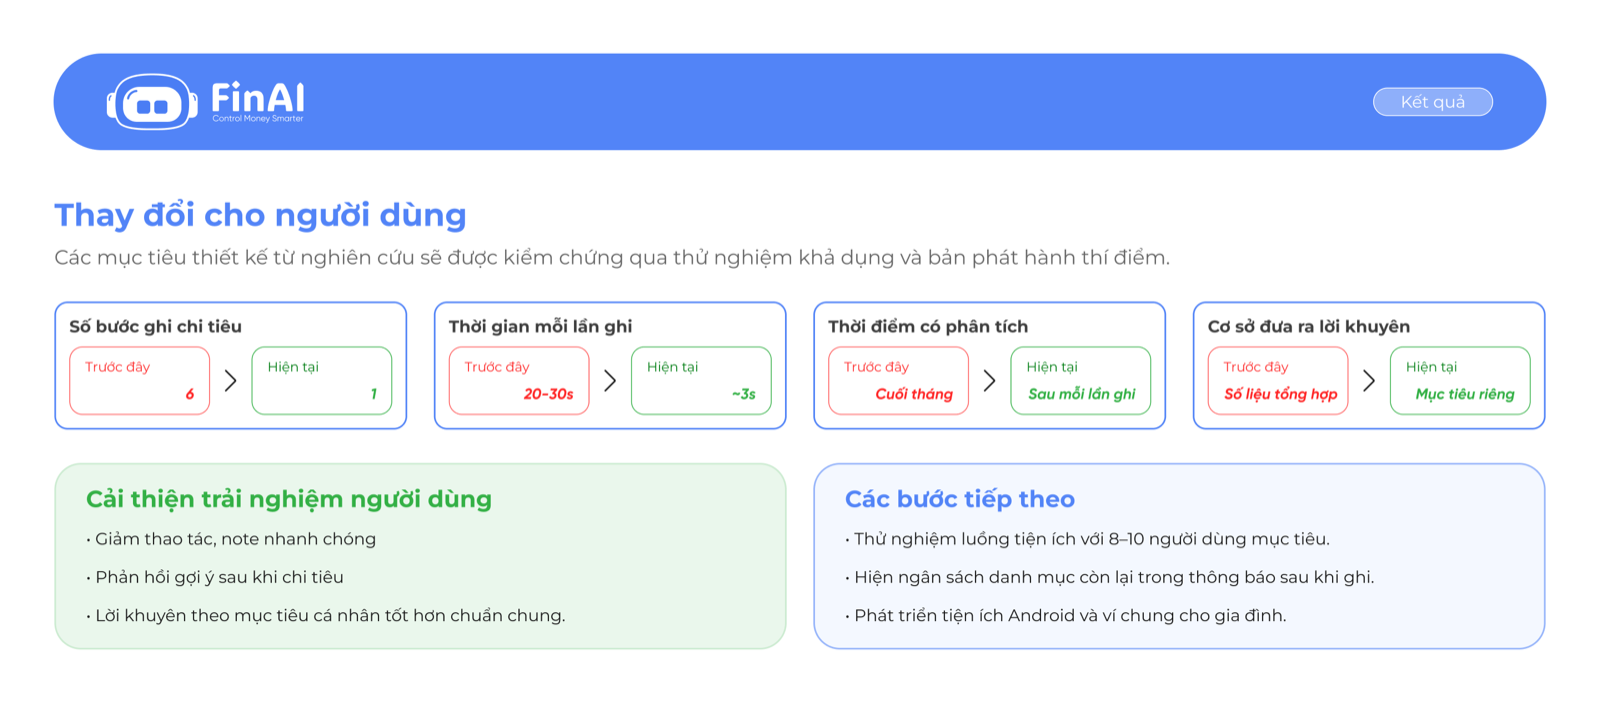 FinAI
Control Money Smarter
Kết quả
Thay đổi cho người dùng
Các mục tiêu thiết kế từ nghiên cứu sẽ được kiểm chứng qua thử nghiệm khả dụng và bản phát hành thí điểm.
Số bước ghi chi tiêu
Trước đây
6
Hiện tại
1
Thời gian mỗi lần ghi
Trước đây
20-30s
Hiện tại
~3s
Thời điểm có phân tích
Trước đây
Cuối tháng
Hiện tại
Sau mỗi lần ghi
Cơ sở đưa ra lời khuyên
Trước đây
Số liệu tổng hợp
Hiện tại
Mục tiêu riêng
Cải thiện trải nghiệm người dùng
• Giảm thao tác, note nhanh chóng
• Phản hồi gợi ý sau khi chi tiêu
• Lời khuyên theo mục tiêu cá nhân tốt hơn chuẩn chung.
Các bước tiếp theo
• Thử nghiệm luồng tiện ích với 8–10 người dùng mục tiêu.
• Hiện ngân sách danh mục còn lại trong thông báo sau khi ghi.
• Phát triển tiện ích Android và ví chung cho gia đình.